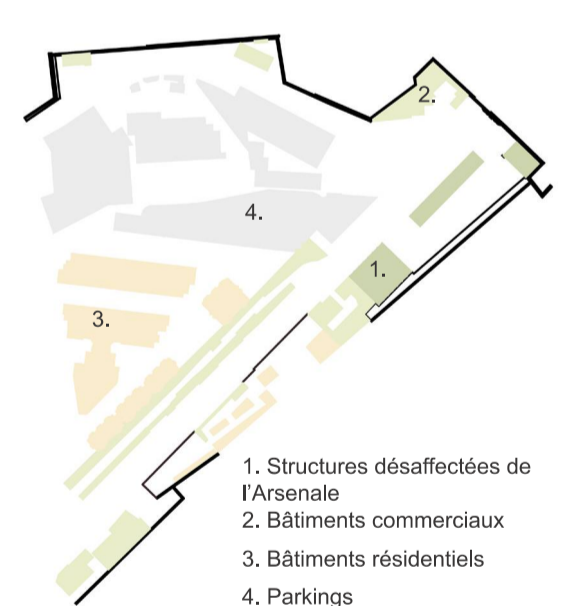 2.
4.
1.
3.
1. Structures désaffectées de
l'Arsenale
2. Bâtiments commerciaux
3. Bâtiments résidentiels
4. Parkings